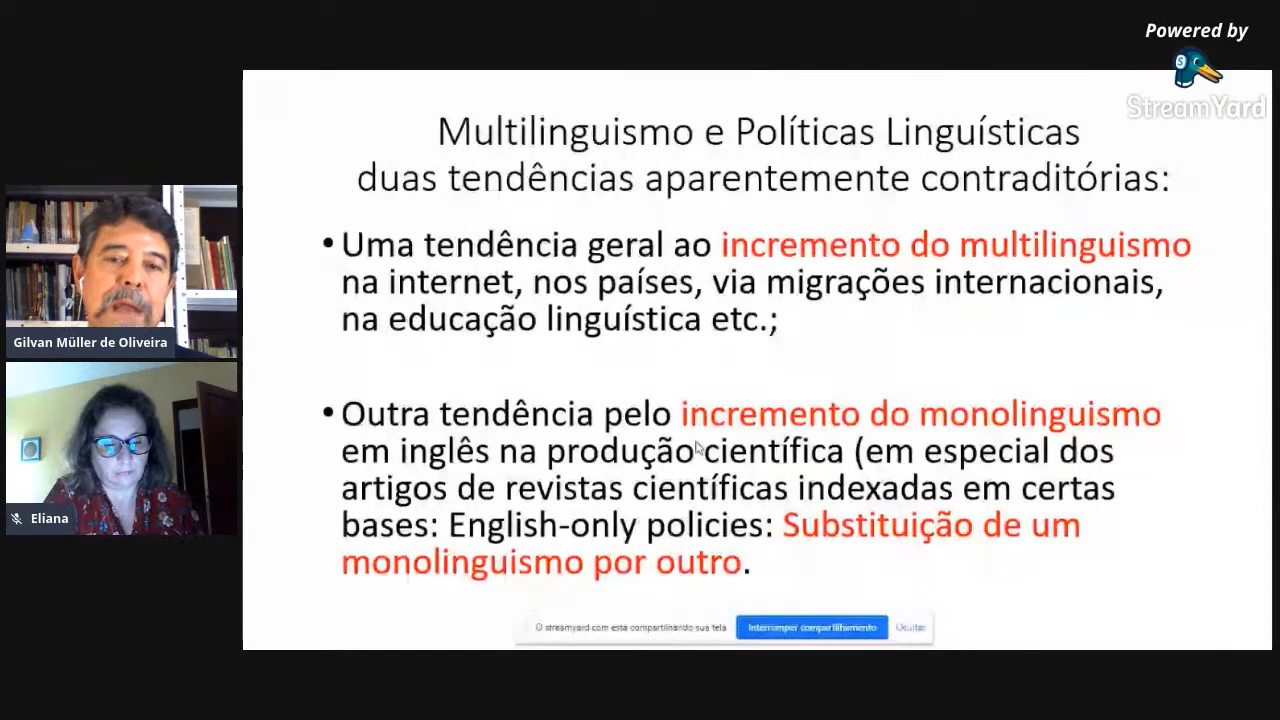 Powered by
StreamYard
Multilinguismo e Políticas Linguísticas
duas tendências aparentemente contraditórias:
• Uma tendência geral ao incremento do multilinguismo
na internet, nos países, via migrações internacionais,
na educação linguística etc.;
• Outra tendência pelo incremento do monolinguismo
em inglês na produção científica (em especial dos
artigos de revistas científicas indexadas em certas
bases: English-only policies: Substituição de um
monolinguismo por outro.
Gilvan Müller de Oliveira
Eliana
O streamyard.com está compartilhando sua tela
Interromper compartilhamento
Ocultar